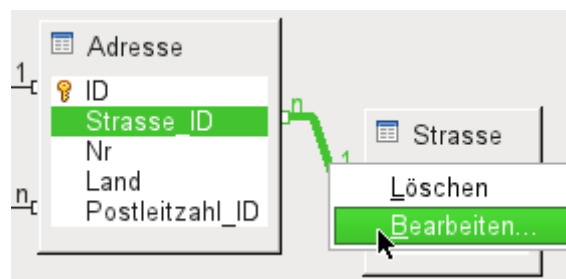 Adresse
1
ID
Strasse_ID
n
Nr
Land
n
Postleitzahl_ID
Strasse
1
Löschen
Bearbeiten...